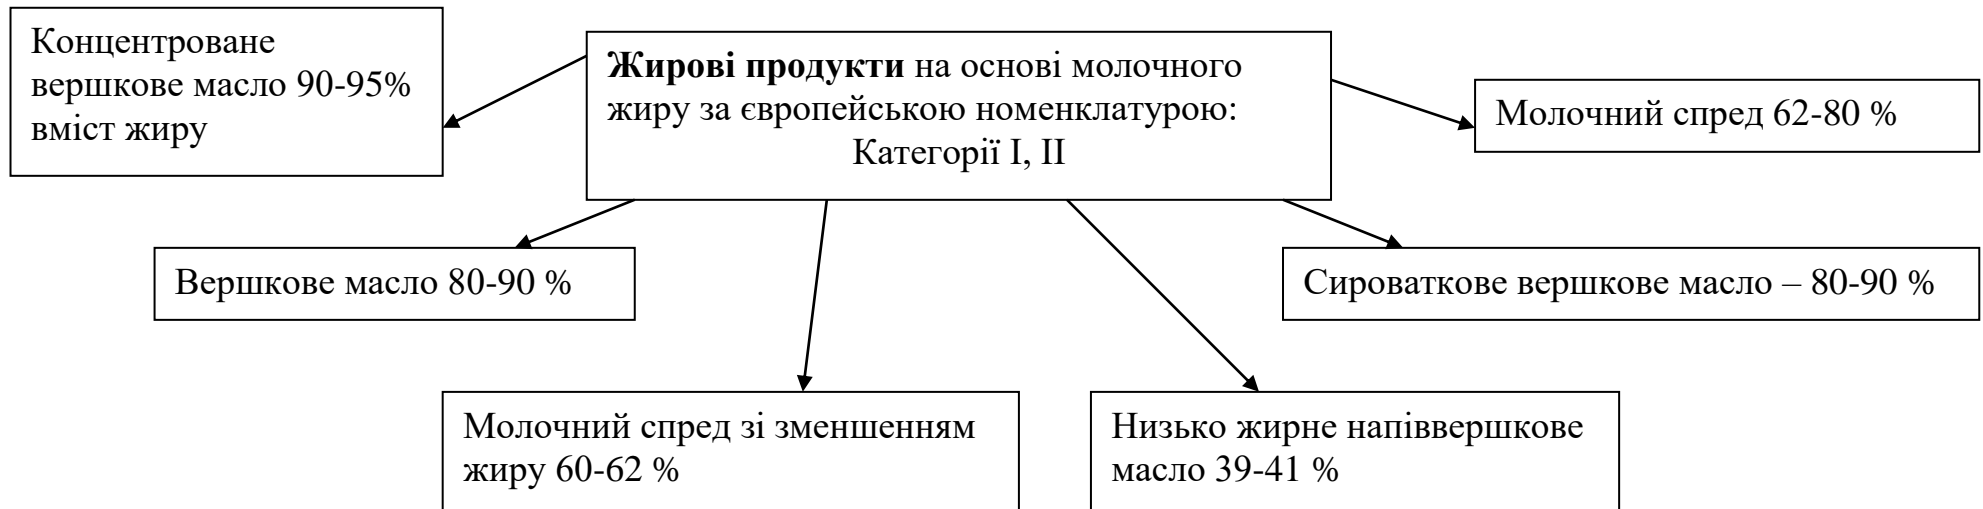 Концентроване
вершкове масло 90-95%
вміст жиру
Жирові продукти на основі молочного
жиру за європейською номенклатурою:
Категорії І, ІІ
Молочний спред 62-80 %
Вершкове масло 80-90 %
Сироваткове вершкове масло – 80-90 %
Молочний спред зі зменшенням
жиру 60-62 %
Низько жирне напіввершкове
масло 39-41 %